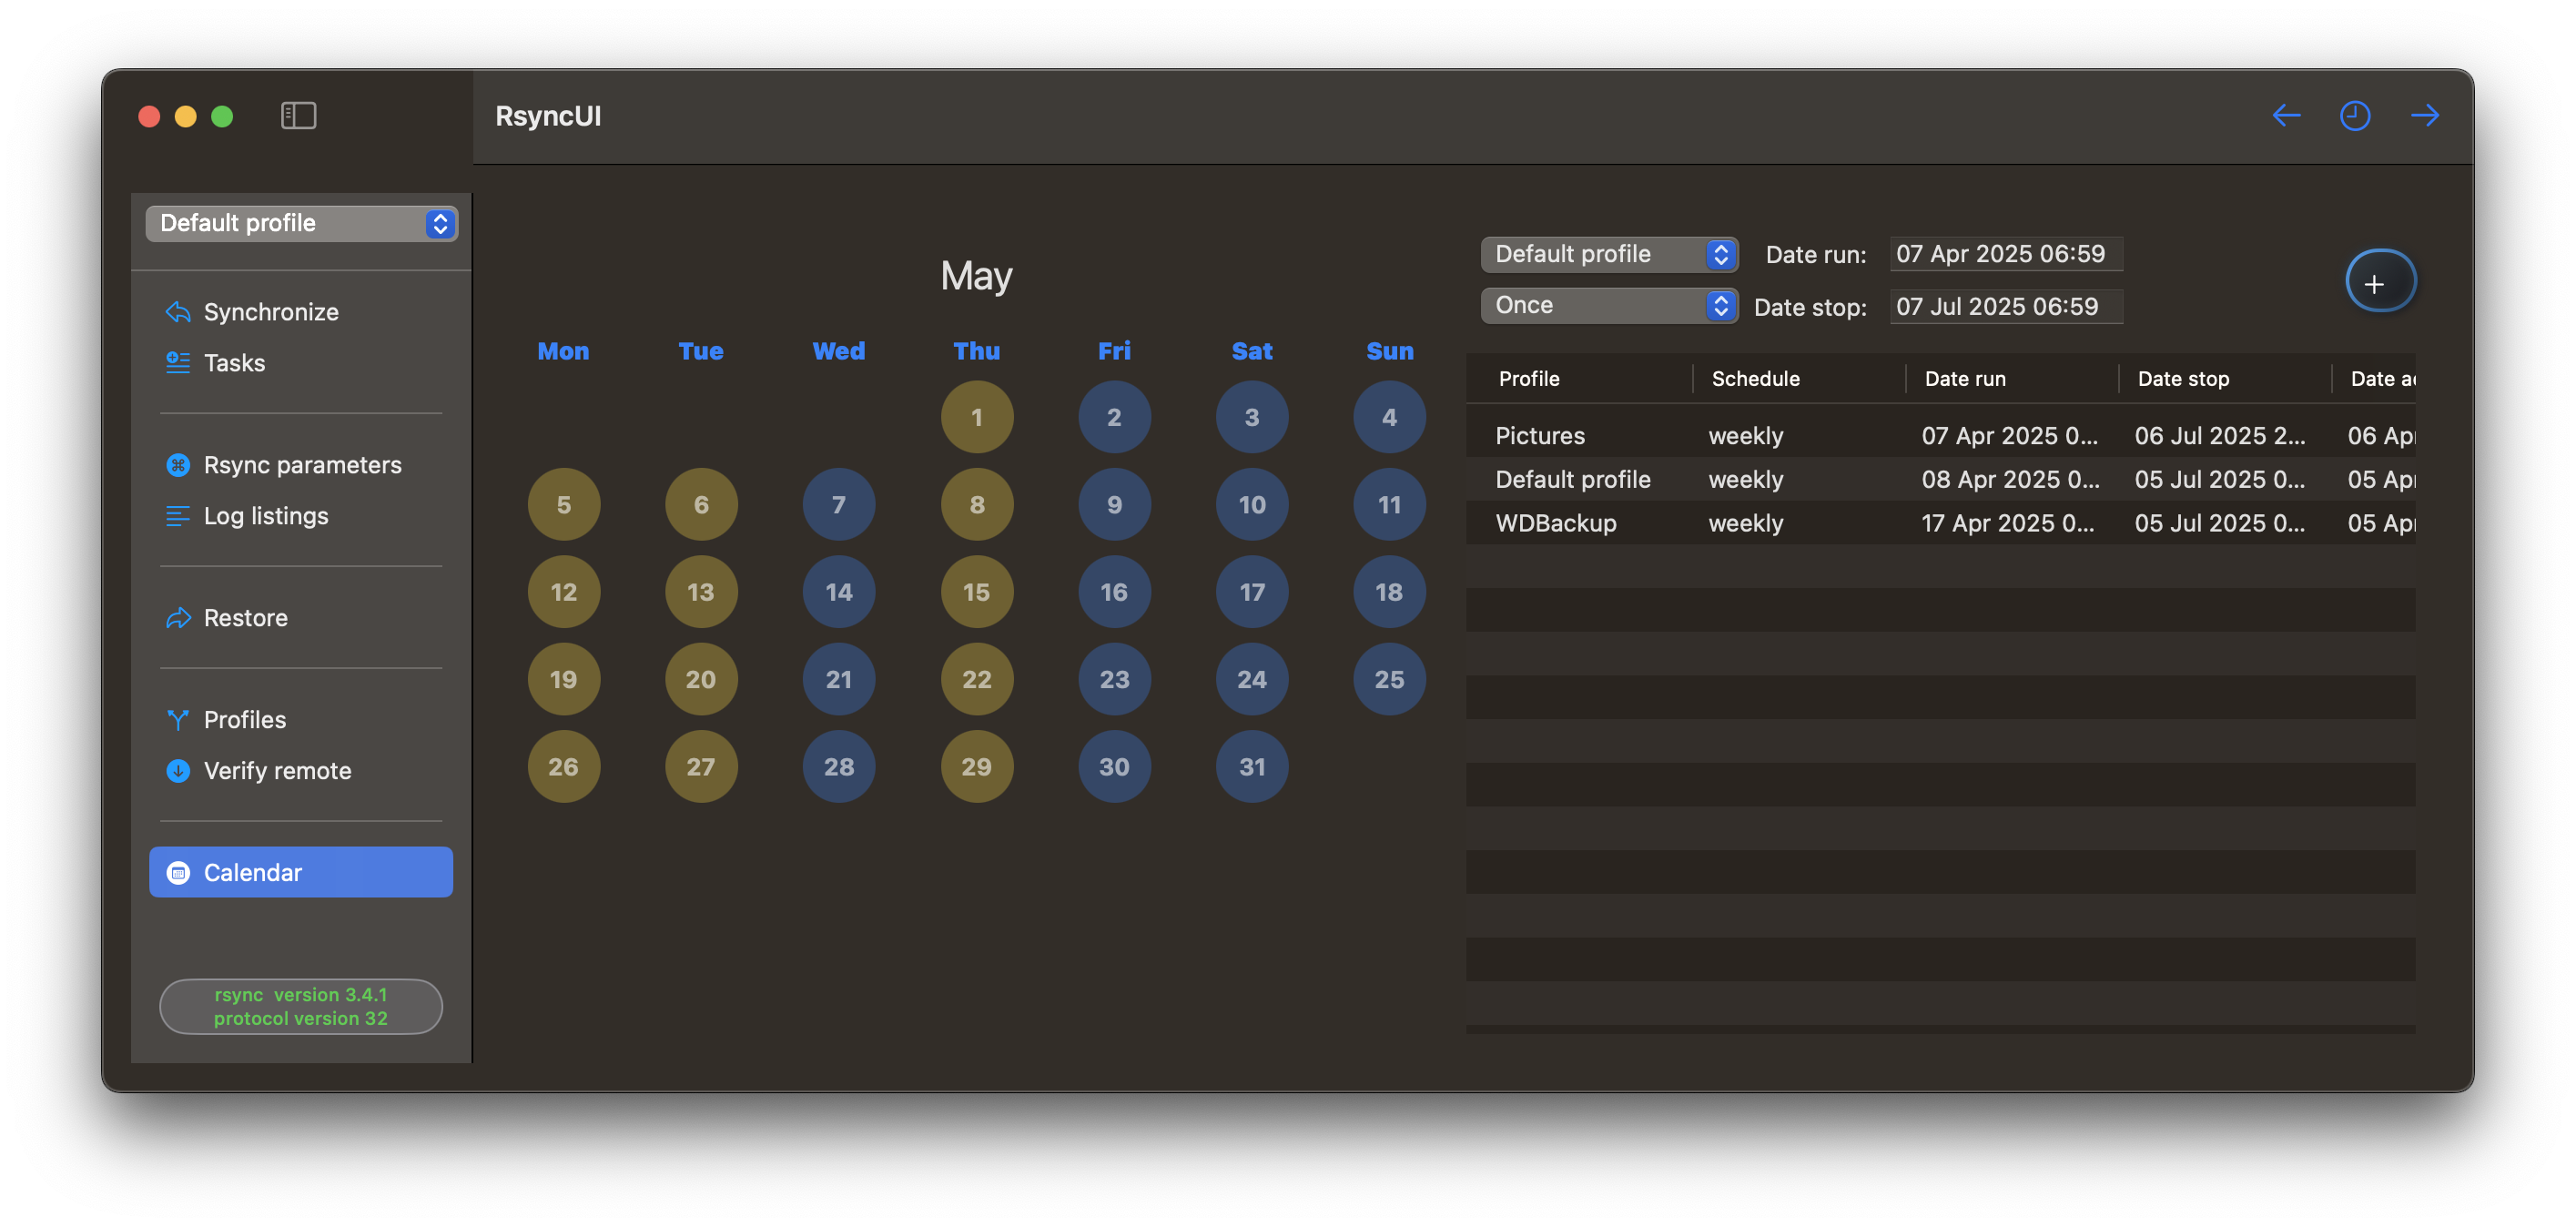 RsyncUI
Default profile
Synchronize
Tasks
Rsync parameters
Log listings
Restore
Profiles
Verify remote
Calendar
rsync version 3.4.1
protocol version 32
May
Mon Tue Wed Thu Fri Sat Sun
1 2 3 4
5 6 7 8 9 10 11
12 13 14 15 16 17 18
19 20 21 22 23 24 25
26 27 28 29 30 31
Default profile Date run: 07 Apr 2025 06:59
Once Date stop: 07 Jul 2025 06:59
+
Profile Schedule Date run Date stop Date
Pictures weekly 07 Apr 2025 0... 06 Jul 2025 2... 06 Ap
Default profile weekly 08 Apr 2025 0... 05 Jul 2025 0... 05 Ap
WDBackup weekly 17 Apr 2025 0... 05 Jul 2025 0... 05 Ap